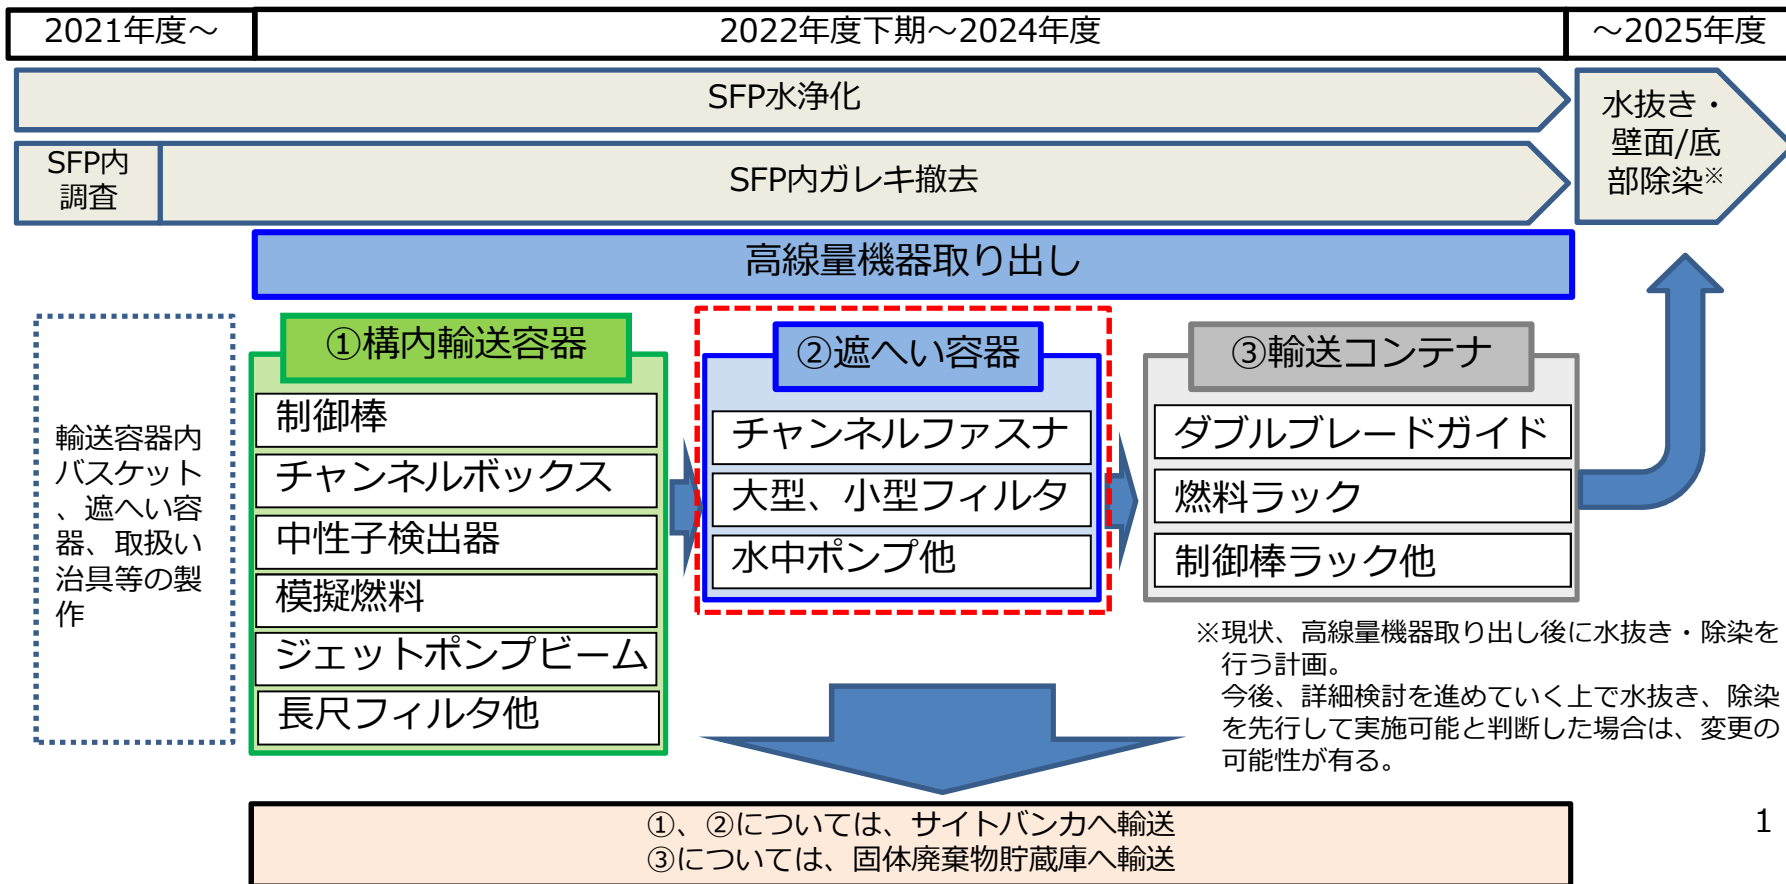 2021年度～
2022年度下期～2024年度
～2025年度
SFP水浄化
水抜き・
壁面/底
部除染※
SFP内
調査
SFP内ガレキ撤去
高線量機器取り出し
輸送容器内
バスケット
、遮へい容
器、取扱い
治具等の製
作
①構内輸送容器
制御棒
チャンネルボックス
中性子検出器
模擬燃料
ジェットポンプビーム
長尺フィルタ他
②遮へい容器
チャンネルファスナ
大型、小型フィルタ
水中ポンプ他
③輸送コンテナ
ダブルブレードガイド
燃料ラック
制御棒ラック他
※現状、高線量機器取り出し後に水抜き・除染を
行う計画。
今後、詳細検討を進めていく上で水抜き、除染
を先行して実施可能と判断した場合は、変更の
可能性が有る。
①、②については、サイトバンカへ輸送
③については、固体廃棄物貯蔵庫へ輸送
1